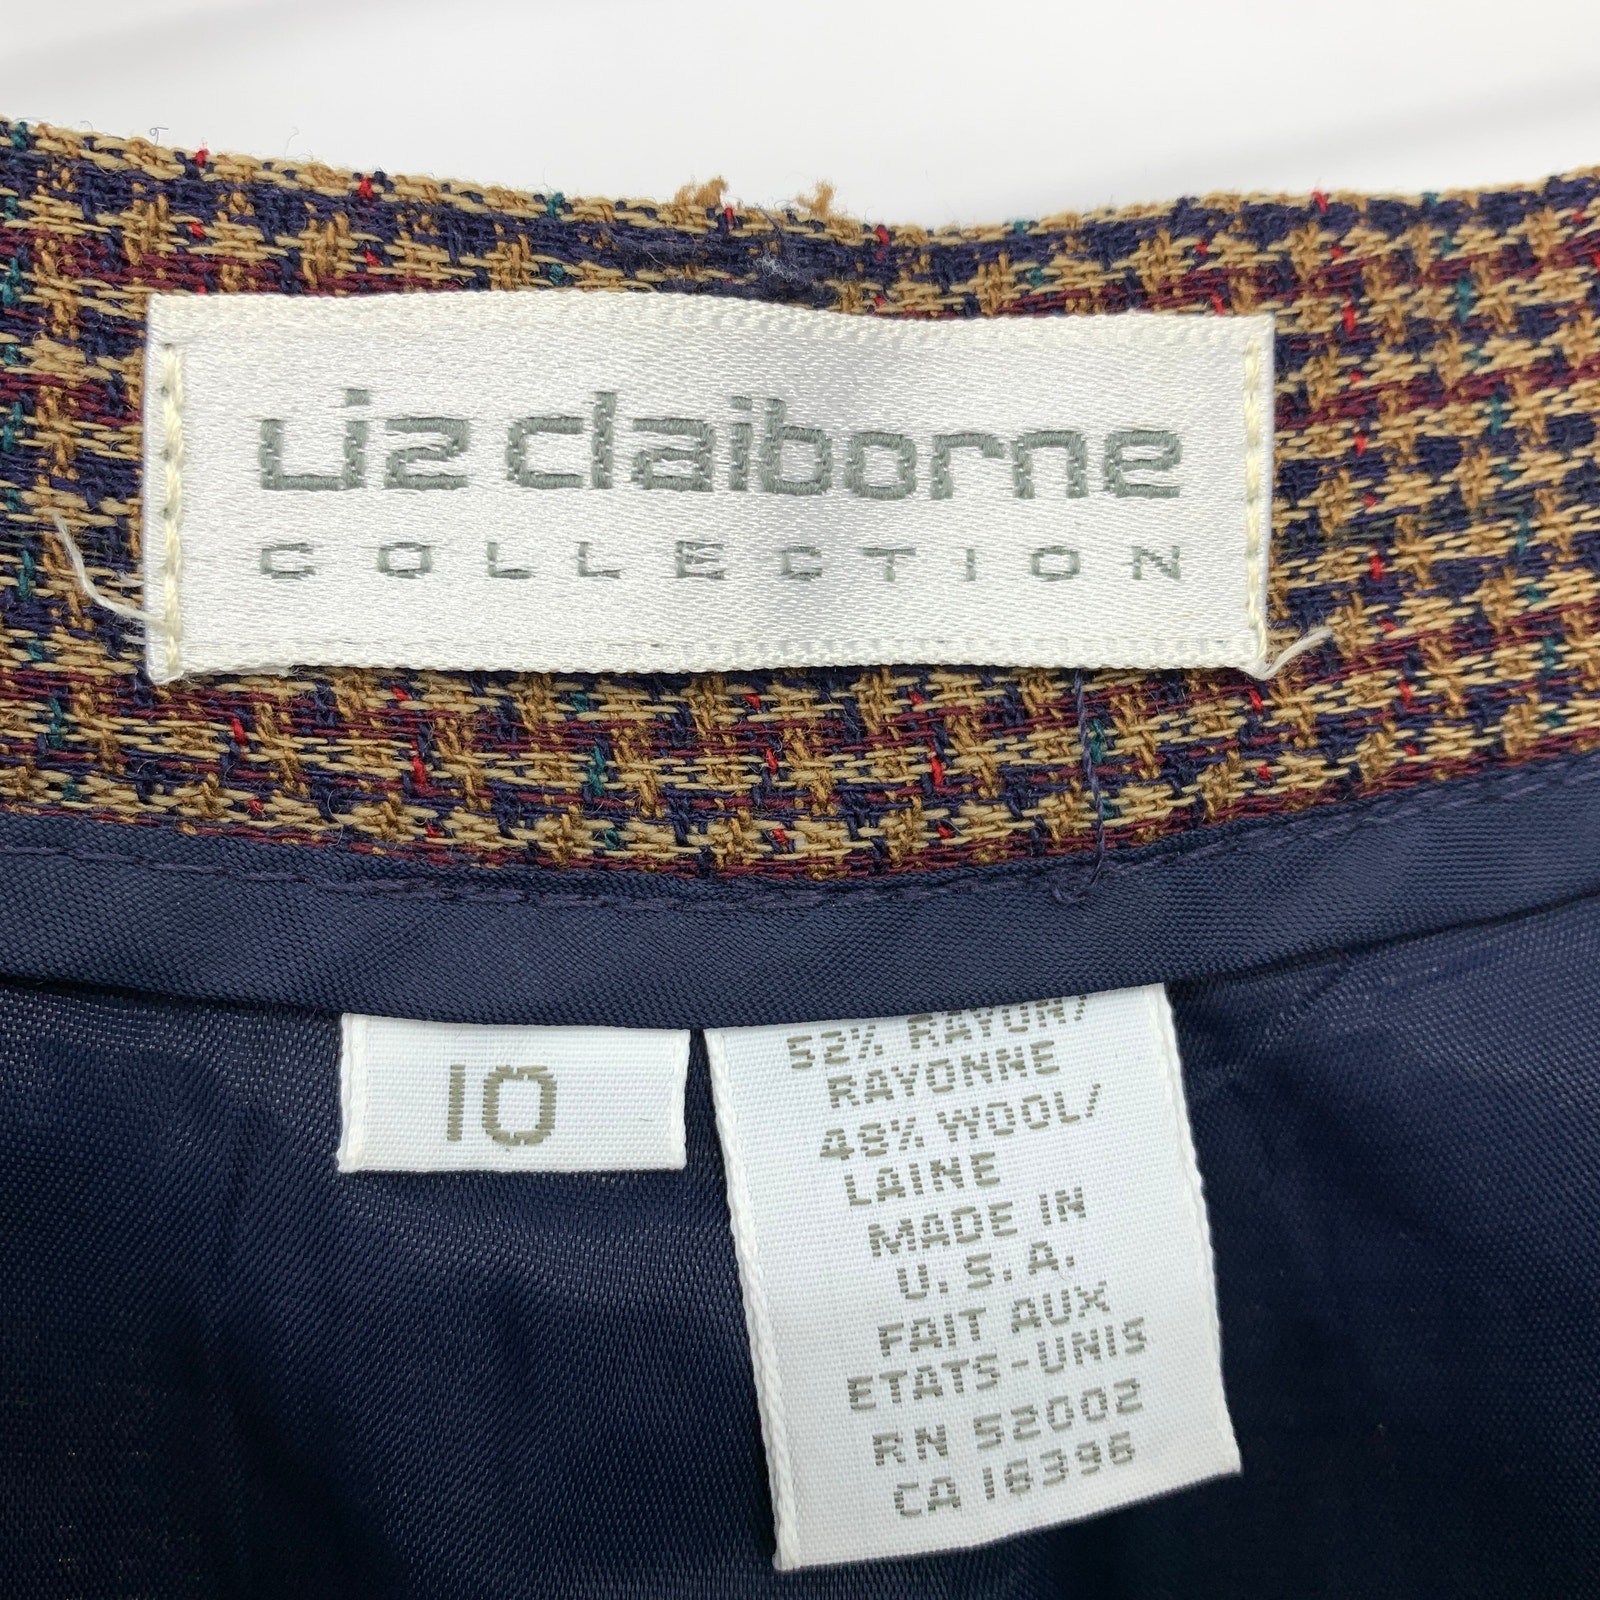 Liz claiborne
COLLECTION
10
52% RAYON/
RAYONNE
48% WOOL/
LAINE
MADE IN
U.S.A.
FAIT AUX
ETATS-UNIS
RN 52002
CA 16396